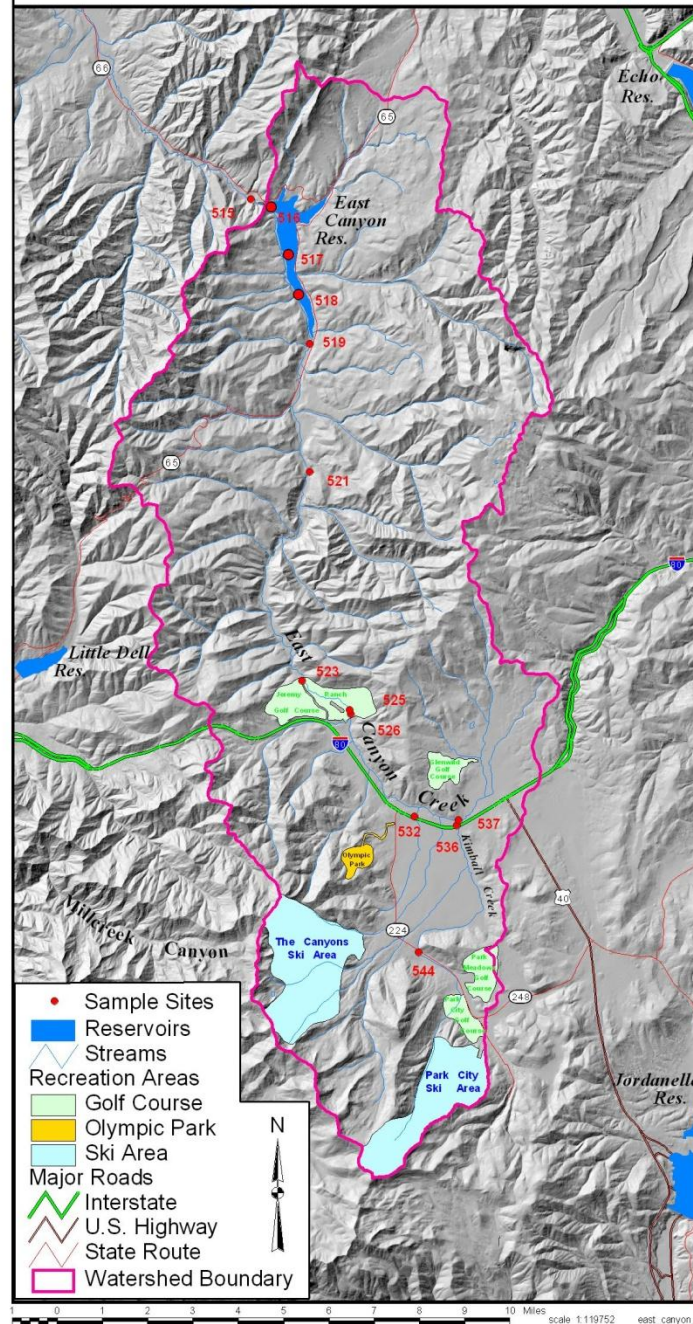 66
Echo
Res.
65
515
516
East
Canyon
Res.
517
518
519
65
521
80
Little Dell
Res.
East
523
Jeremy Ranch
Golf Course
525
526
80
Canyon
Glenwild
Golf
Course
Creek
532
537
536
Kimball Creek
Olympic
Park
40
Millcreek Canyon
The Canyons
Ski Area
224
544
Park
Meadows
Golf
Course
248
Park
City
Golf
Course
Park City
Ski Area
Jordanelle
Res.
Sample Sites
Reservoirs
Streams
Recreation Areas
Golf Course
Olympic Park
Ski Area
Major Roads
Interstate
U.S. Highway
State Route
Watershed Boundary
N
1 0 1 2 3 4 5 6 7 8 9 10 Miles
scale 1:119752 east_canyon